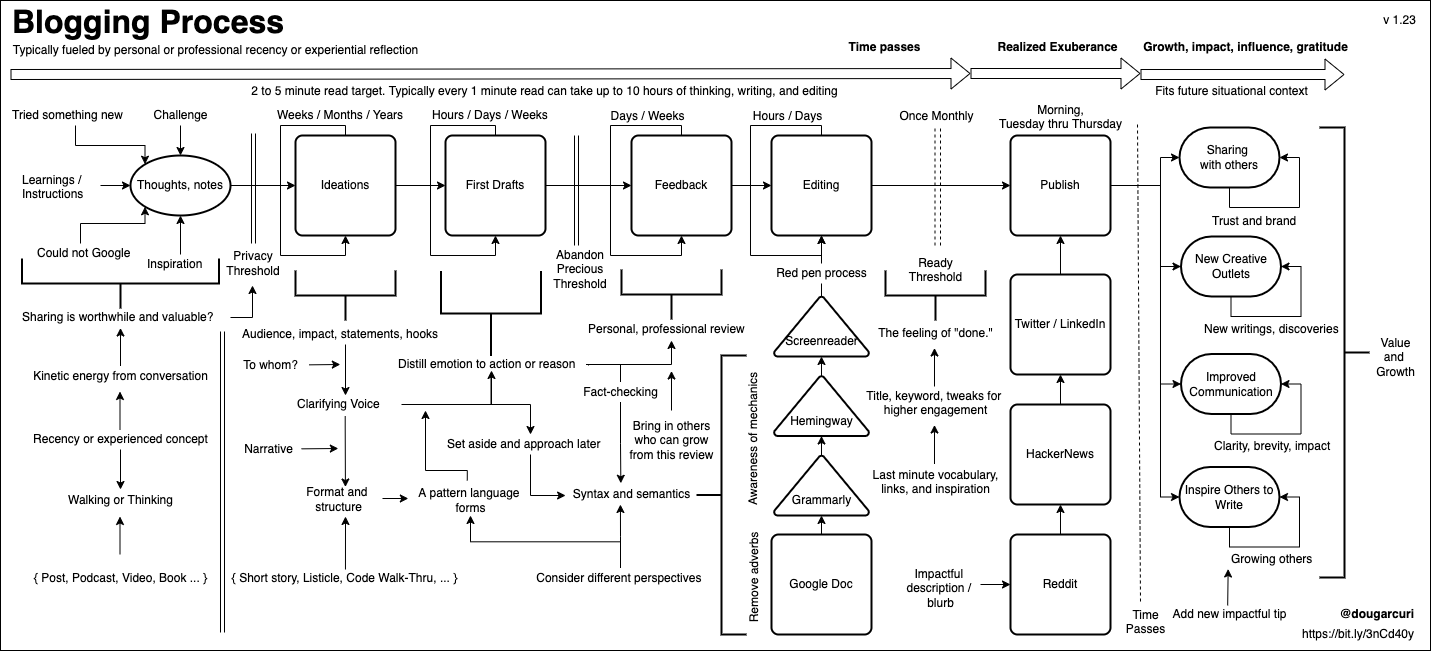 Blogging Process
v 1.23
Typically fueled by personal or professional recency or experiential reflection
Time passes
Realized Exuberance
Growth, impact, influence, gratitude
2 to 5 minute read target. Typically every 1 minute read can take up to 10 hours of thinking, writing, and editing
Fits future situational context
Tried something new
Challenge
Learnings /
Instructions
Thoughts, notes
Could not Google
Inspiration
Privacy
Threshold
Sharing is worthwhile and valuable?
Kinetic energy from conversation
Recency or experienced concept
Walking or Thinking
{ Post, Podcast, Video, Book ... }
Weeks / Months / Years
Ideations
Audience, impact, statements, hooks
To whom?
Clarifying Voice
Narrative
Format and
structure
{ Short story, Listicle, Code Walk-Thru, ... }
Hours / Days / Weeks
First Drafts
Distill emotion to action or reason
Set aside and approach later
A pattern language
forms
Abandon
Precious
Threshold
Days / Weeks
Feedback
Personal, professional review
Fact-checking
Bring in others
who can grow
from this review
Syntax and semantics
Consider different perspectives
Awareness of mechanics
Remove adverbs
Hours / Days
Editing
Red pen process
Screenreader
Hemingway
Grammarly
Google Doc
Once Monthly
Ready
Threshold
The feeling of "done."
Title, keyword, tweaks for
higher engagement
Last minute vocabulary,
links, and inspiration
Impactful
description /
blurb
Morning,
Tuesday thru Thursday
Publish
Twitter / LinkedIn
HackerNews
Reddit
Time
Passes
Sharing
with others
Trust and brand
New Creative
Outlets
New writings, discoveries
Improved
Communication
Clarity, brevity, impact
Inspire Others to
Write
Growing others
Add new impactful tip
Value
and
Growth
@dougarcuri
https://bit.ly/3nCd40y